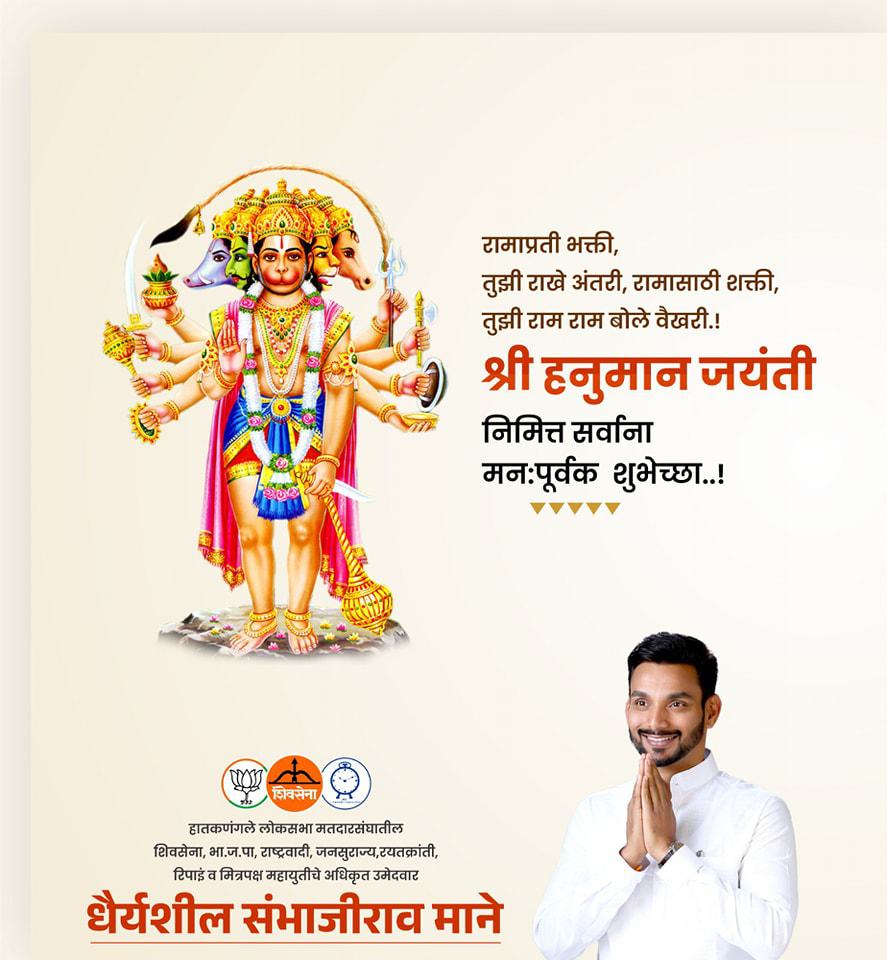 रामाप्रती भक्ती,
तुझी राखे अंतरी, रामासाठी शक्ती,
तुझी राम राम बोले वैखरी.!
श्री हनुमान जयंती
निमित्त सर्वाना
मन:पूर्वक शुभेच्छा..!
शिवसेना
हातकणंगले लोकसभा मतदारसंघातील
शिवसेना, भा.ज.पा, राष्ट्रवादी, जनसुराज्य,रयतक्रांती,
रिपाइं व मित्रपक्ष महायुतीचे अधिकृत उमेदवार
धैर्यशील संभाजीराव माने